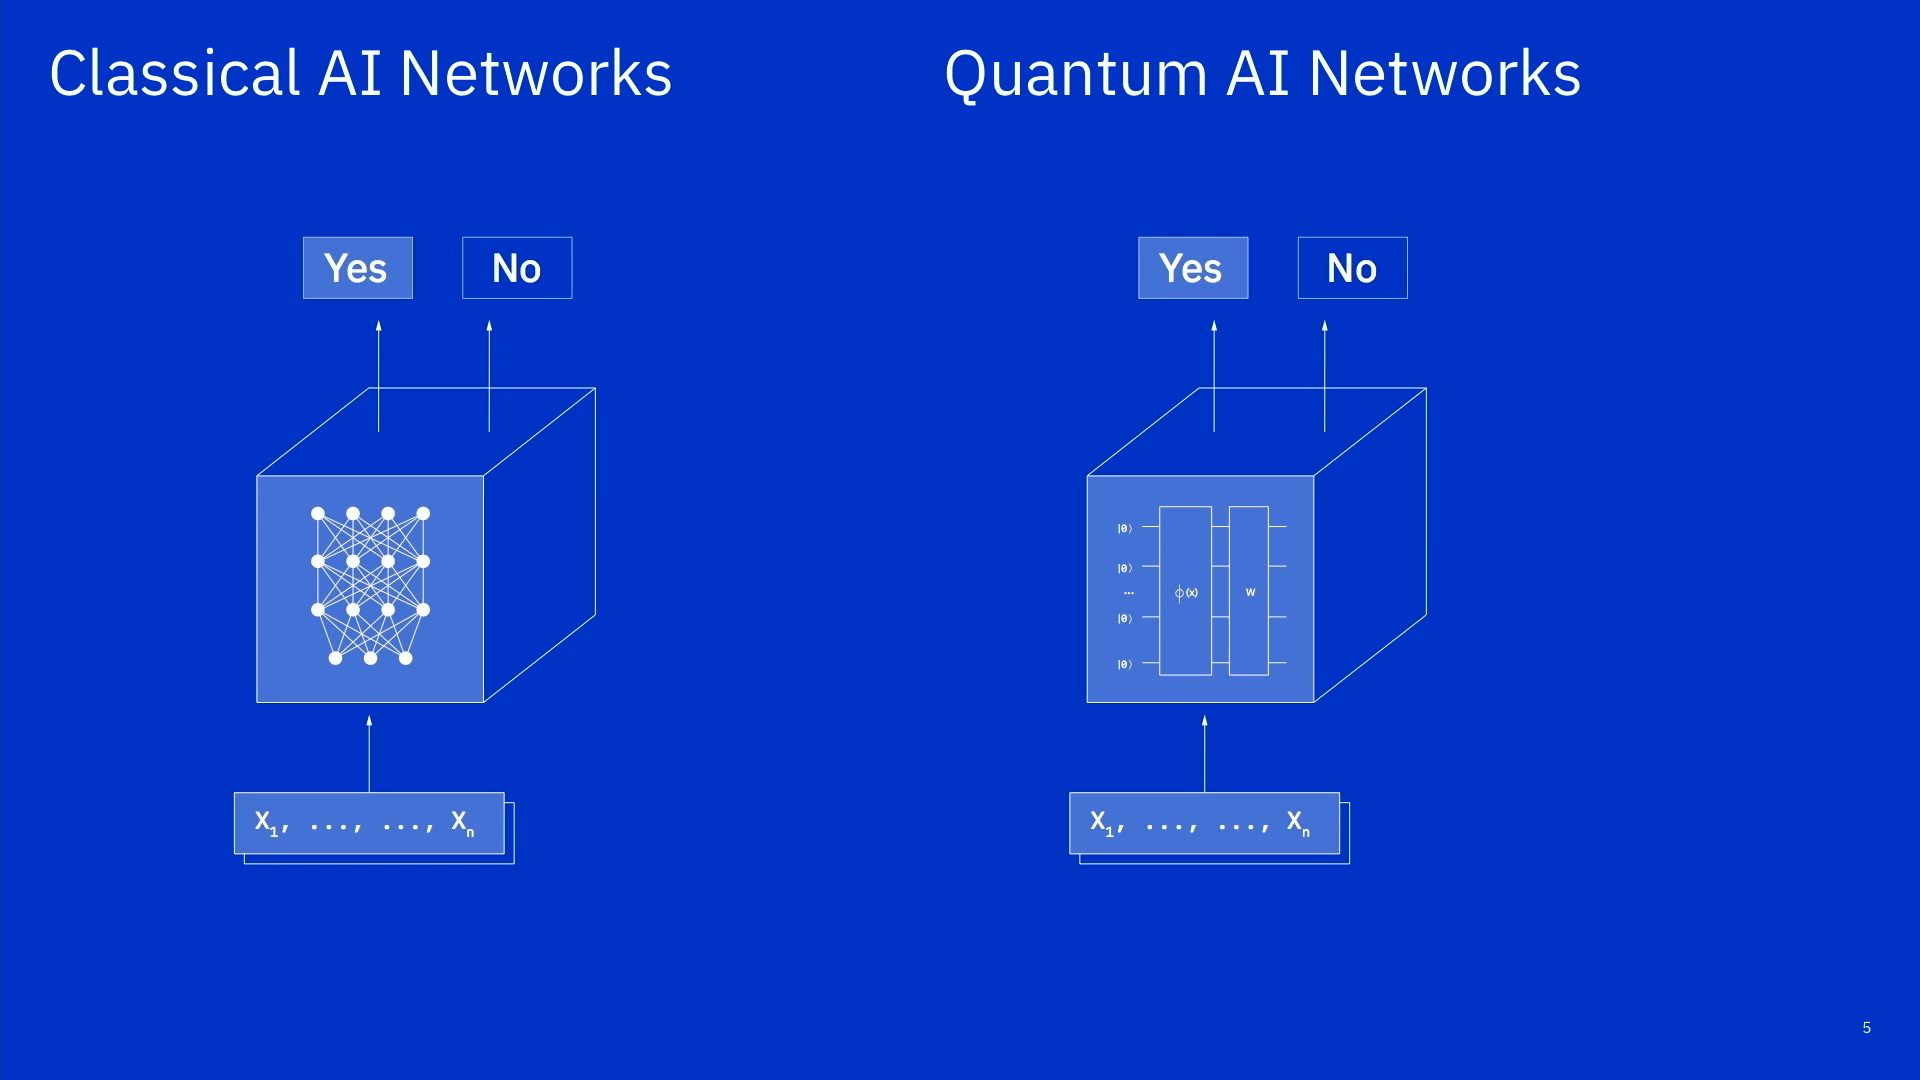 Classical AI Networks
Yes
No
X₁, ..., ..., Xₙ
Quantum AI Networks
Yes
No
|0⟩
|0⟩
...
|0⟩
|0⟩
ϕ(x)
W
X₁, ..., ..., Xₙ
5